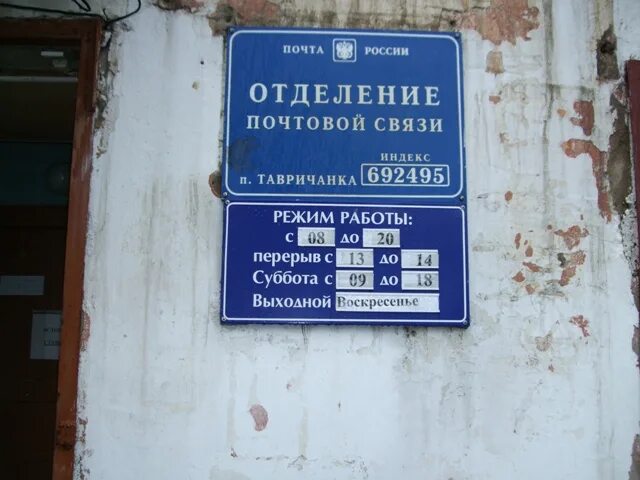 ПОЧТА РОССИИ
ОТДЕЛЕНИЕ
ПОЧТОВОЙ СВЯЗИ
ИНДЕКС
п. ТАВРИЧАНКА 692495
РЕЖИМ РАБОТЫ:
с 08 до 20
перерыв с 13 до 14
Суббота с 09 до 18
Выходной Воскресенье